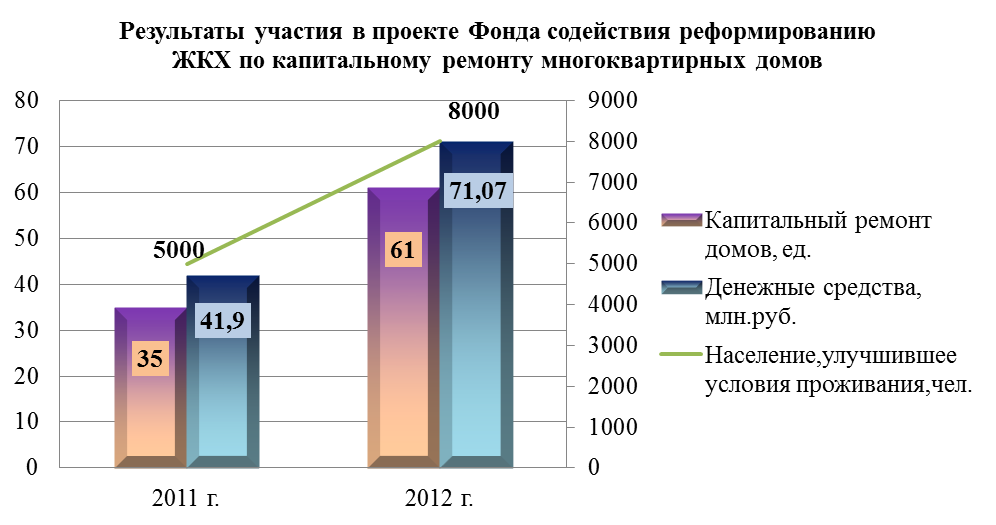 Результаты участия в проекте Фонда содействия реформированию
ЖКХ по капитальному ремонту многоквартирных домов
80
70
60
50
40
30
20
10
0
9000
8000
7000
6000
5000
4000
3000
2000
1000
0
5000
8000
35
41,9
61
71,07
2011 г.
2012 г.
Капитальный ремонт
домов, ед.
Денежные средства,
млн.руб.
Население,улучшившее
условия проживания,чел.